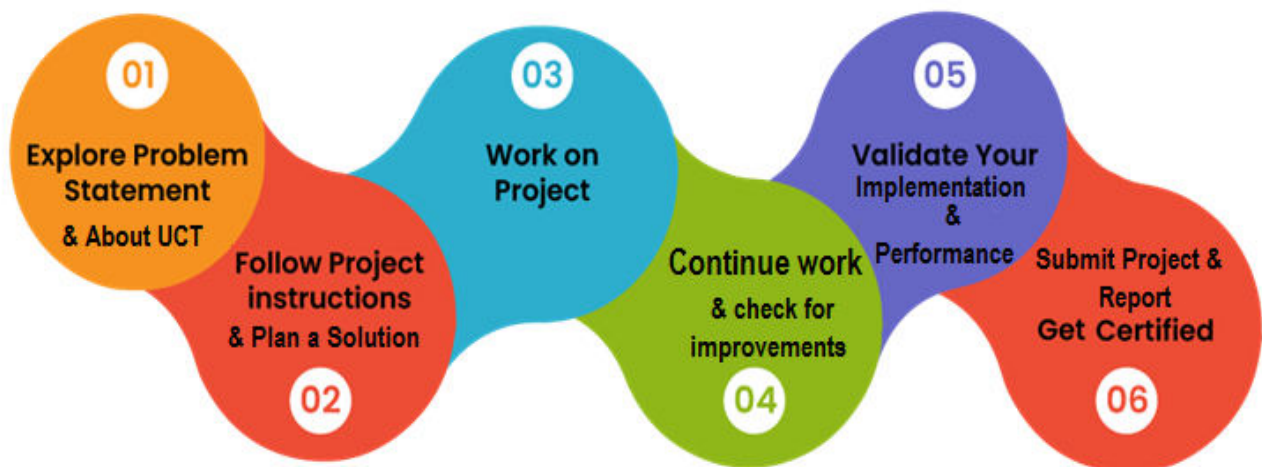 01
Explore Problem
Statement
& About UCT
Follow Project
instructions
& Plan a Solution
02
03
Work on
Project
Continue work
& check for
improvements
04
05
Validate Your
Implementation
&
Performance
Submit Project &
Report
Get Certified
06